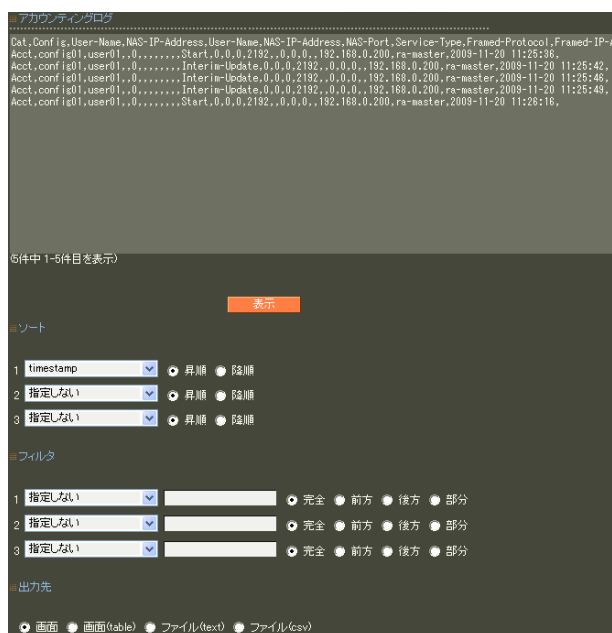 アカウンティングログ
Cat,Config,User-Name,NAS-IP-Address,User-Name,NAS-IP-Address,NAS-Port,Service-Type,Framed-Protocol,Framed-IP-A
Acct,config01,user01,,0,,,,,,,,Start,0,0,0,2192,,0,0,0,,192.168.0.200,ra-master,2009-11-20 11:25:36,
Acct,config01,user01,,0,,,,,,,,Interim-Update,0,0,0,2192,,0,0,0,,192.168.0.200,ra-master,2009-11-20 11:25:42,
Acct,config01,user01,,0,,,,,,,,Interim-Update,0,0,0,2192,,0,0,0,,192.168.0.200,ra-master,2009-11-20 11:25:46,
Acct,config01,user01,,0,,,,,,,,Interim-Update,0,0,0,2192,,0,0,0,,192.168.0.200,ra-master,2009-11-20 11:25:49,
Acct,config01,user01,,0,,,,,,,,Start,0,0,0,2192,,0,0,0,,192.168.0.200,ra-master,2009-11-20 11:26:16,
(5件中 1-5件目を表示)
表示
ソート
1 timestamp 昇順 降順
2 指定しない 昇順 降順
3 指定しない 昇順 降順
フィルタ
1 指定しない 完全 前方 後方 部分
2 指定しない 完全 前方 後方 部分
3 指定しない 完全 前方 後方 部分
出力先
画面 画面(table) ファイル(text) ファイル(csv)